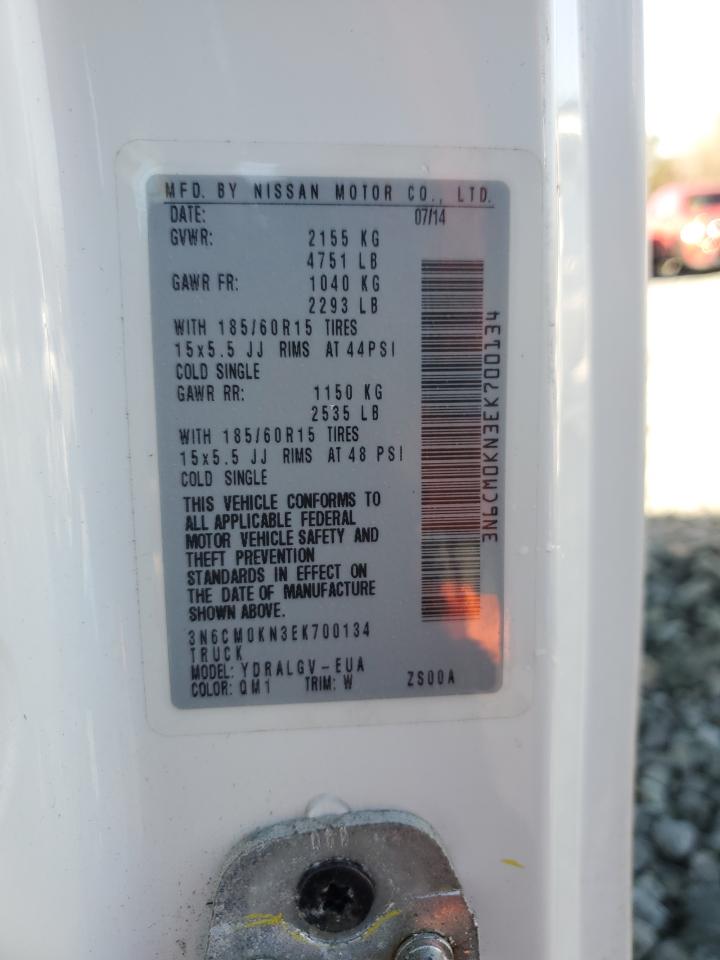 MFD. BY NISSAN MOTOR CO., LTD.
DATE: 07/14
GVWR: 2155 KG
4751 LB
GAWR FR: 1040 KG
2293 LB
WITH 185/60R15 TIRES
15x5.5 JJ RIMS AT 44PSI
COLD SINGLE
GAWR RR: 1150 KG
2535 LB
WITH 185/60R15 TIRES
15x5.5 JJ RIMS AT 48 PSI
COLD SINGLE
THIS VEHICLE CONFORMS TO
ALL APPLICABLE FEDERAL
MOTOR VEHICLE SAFETY AND
THEFT PREVENTION
STANDARDS IN EFFECT ON
THE DATE OF MANUFACTURE
SHOWN ABOVE.
3N6CM0KN3EK700134
TRUCK
MODEL: YDRALGV-EUA
COLOR: QM1 TRIM: W ZS00A
3N6CM0KN3EK700134